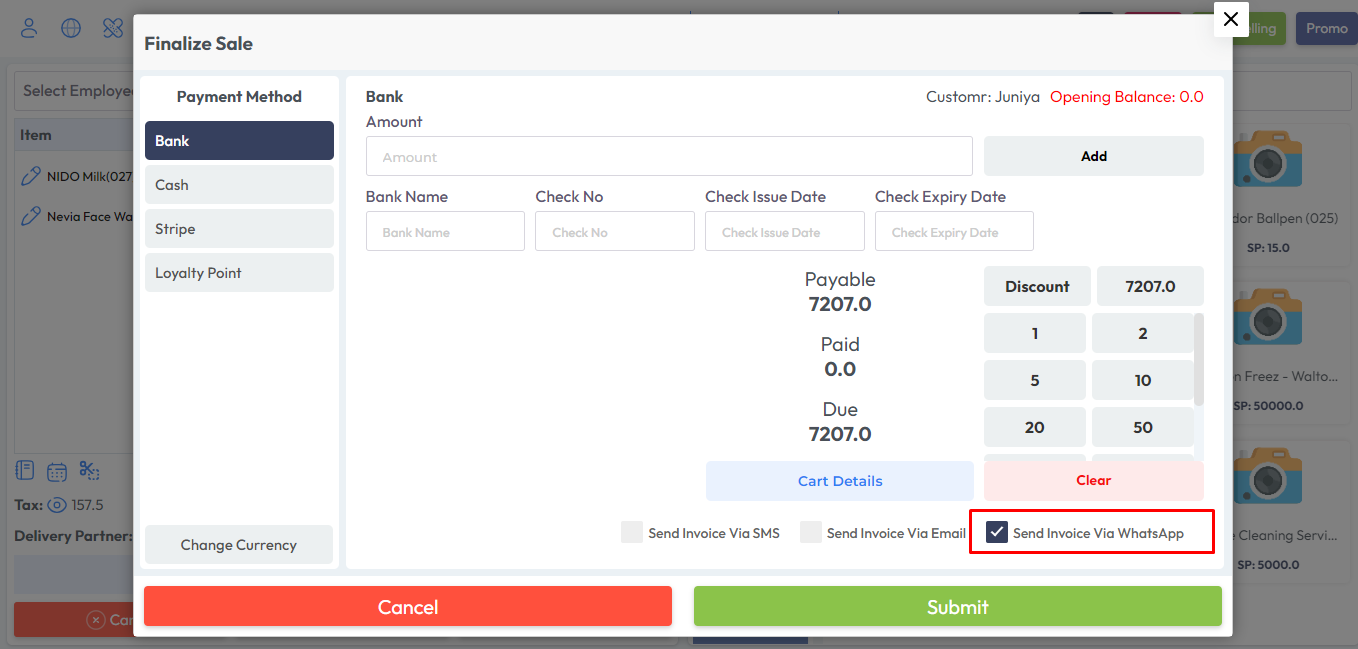 elling
Promo
Finalize Sale
Select Employe
Item
NIDO Milk(027
Nevia Face Wa
Tax: 157.5
Delivery Partner:
Can
Payment Method
Bank
Cash
Stripe
Loyalty Point
Change Currency
Bank
Customr: Juniya Opening Balance: 0.0
Amount
Amount
Add
Bank Name Check No Check Issue Date Check Expiry Date
Bank Name Check No Check Issue Date Check Expiry Date
Payable
7207.0
Paid
0.0
Due
7207.0
Discount 7207.0
1 2
5 10
20 50
Cart Details
Clear
Send Invoice Via SMS Send Invoice Via Email Send Invoice Via WhatsApp
Cancel
Submit
dor Ballpen (025)
SP: 15.0
n Freez - Walto...
SP: 50000.0
e Cleaning Servi...
SP: 5000.0